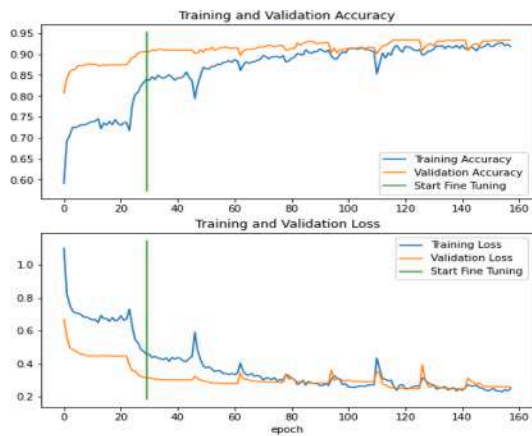 Training and Validation Accuracy
0.95
0.90
0.85
0.80
0.75
0.70
0.65
0.60
Training Accuracy
Validation Accuracy
Start Fine Tuning
0 20 40 60 80 100 120 140 160
Training and Validation Loss
1.0
0.8
0.6
0.4
0.2
Training Loss
Validation Loss
Start Fine Tuning
0 20 40 60 80 100 120 140 160
epoch